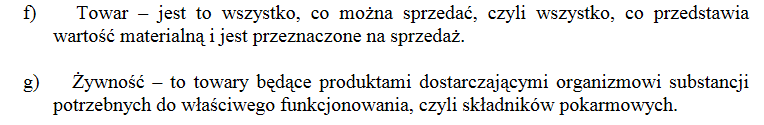 f) Towar – jest to wszystko, co można sprzedać, czyli wszystko, co przedstawia
wartość materialną i jest przeznaczone na sprzedaż.
g) Żywność – to towary będące produktami dostarczającymi organizmowi substancji
potrzebnych do właściwego funkcjonowania, czyli składników pokarmowych.